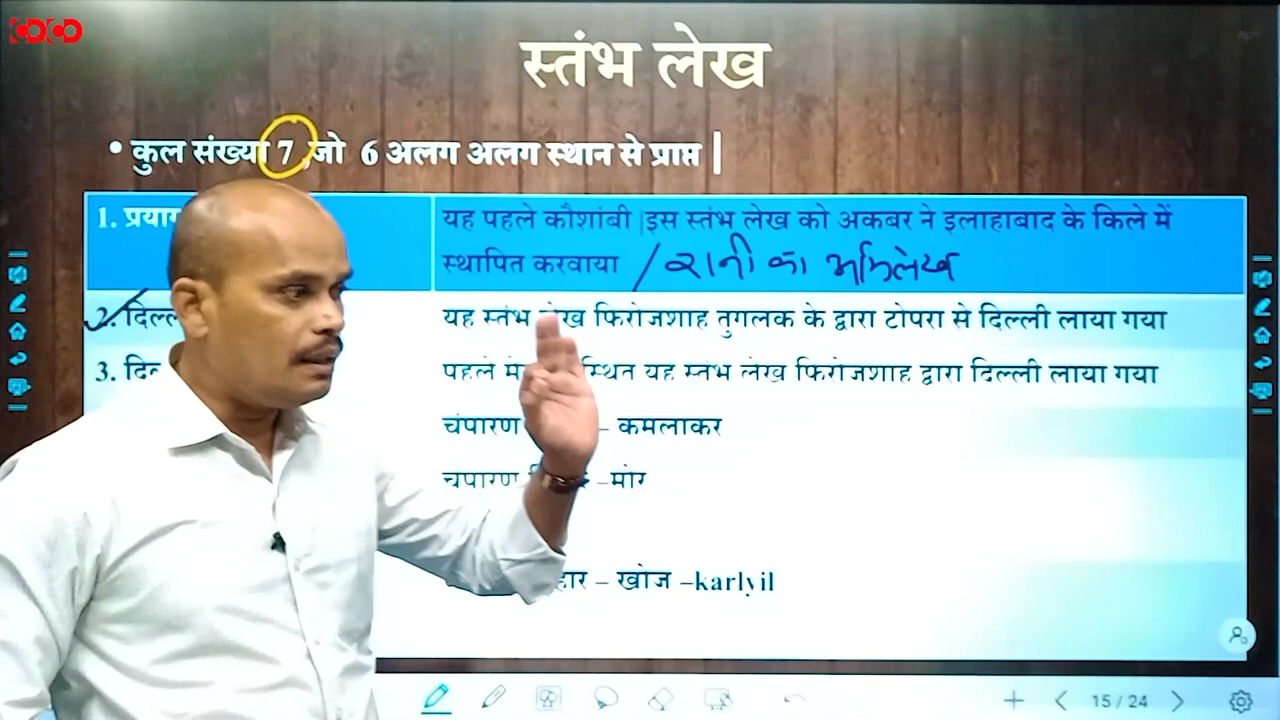 स्तंभ लेख
• कुल संख्या 7 ,जो 6 अलग अलग स्थान से प्राप्त |
1. प्रयाग
यह पहले कौशांबी |इस स्तंभ लेख को अकबर ने इलाहाबाद के किले में
स्थापित करवाया / रानी का अभिलेख
2. दिल्ल
यह स्तंभ लेख फिरोजशाह तुगलक के द्वारा टोपरा से दिल्ली लाया गया
3. दिल
पहले मे स्थित यह स्तंभ लेख फिरोजशाह द्वारा दिल्ली लाया गया
चंपारण – कमलाकर
चंपारण –मोर
हार – खोज –karlyil
15 / 24